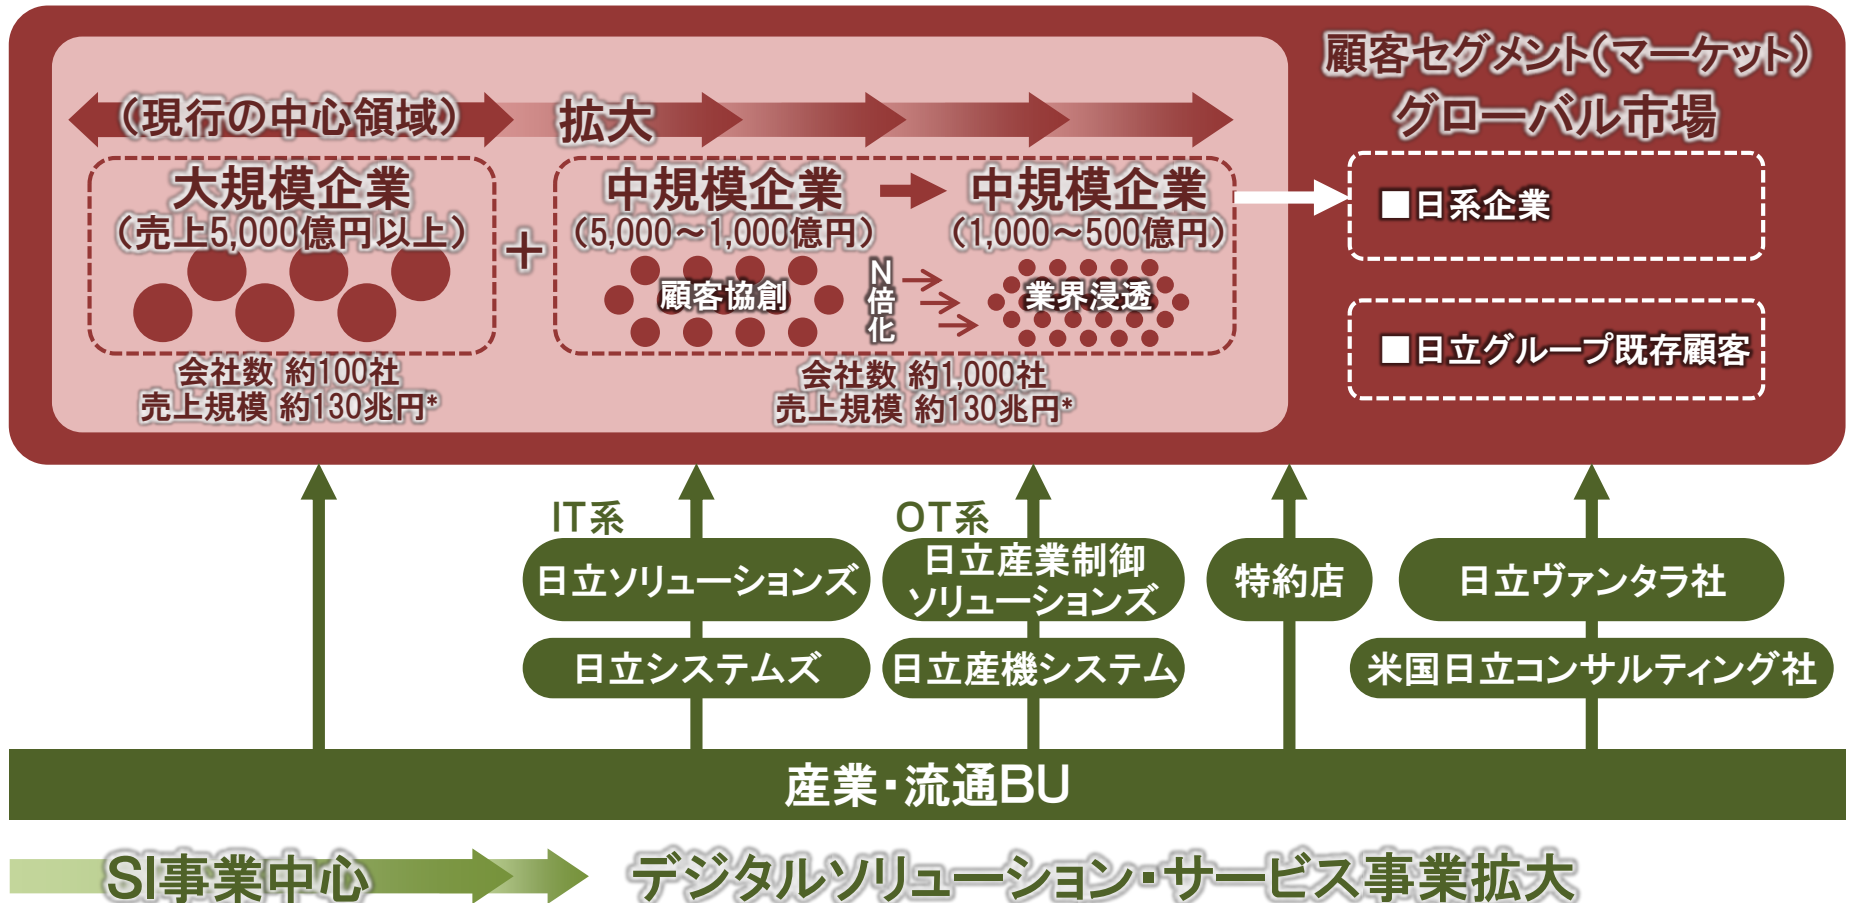 顧客セグメント（マーケット）
グローバル市場
（現行の中心領域）
拡大
大規模企業
（売上5,000億円以上）
＋
中規模企業
（5,000～1,000億円）
中規模企業
（1,000～500億円）
顧客協創
N倍化
業界浸透
会社数 約100社
売上規模 約130兆円*
会社数 約1,000社
売上規模 約130兆円*
■日系企業
■日立グループ既存顧客
IT系
OT系
日立ソリューションズ
日立システムズ
日立産業制御
ソリューションズ
日立産機システム
特約店
日立ヴァンタラ社
米国日立コンサルティング社
産業・流通BU
SI事業中心
デジタルソリューション・サービス事業拡大